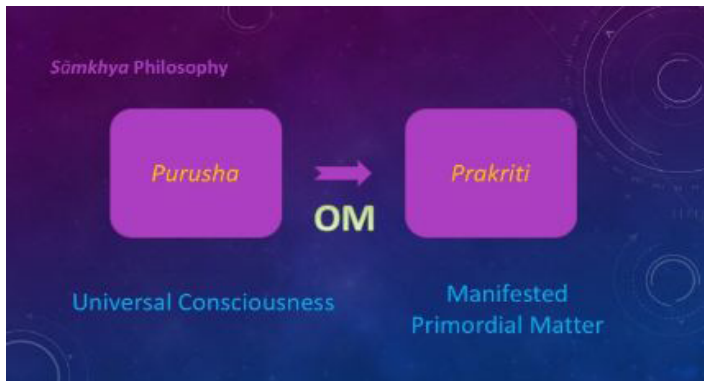 Sāmkhya Philosophy
Purusha
Prakriti
OM
Universal Consciousness
Manifested
Primordial Matter